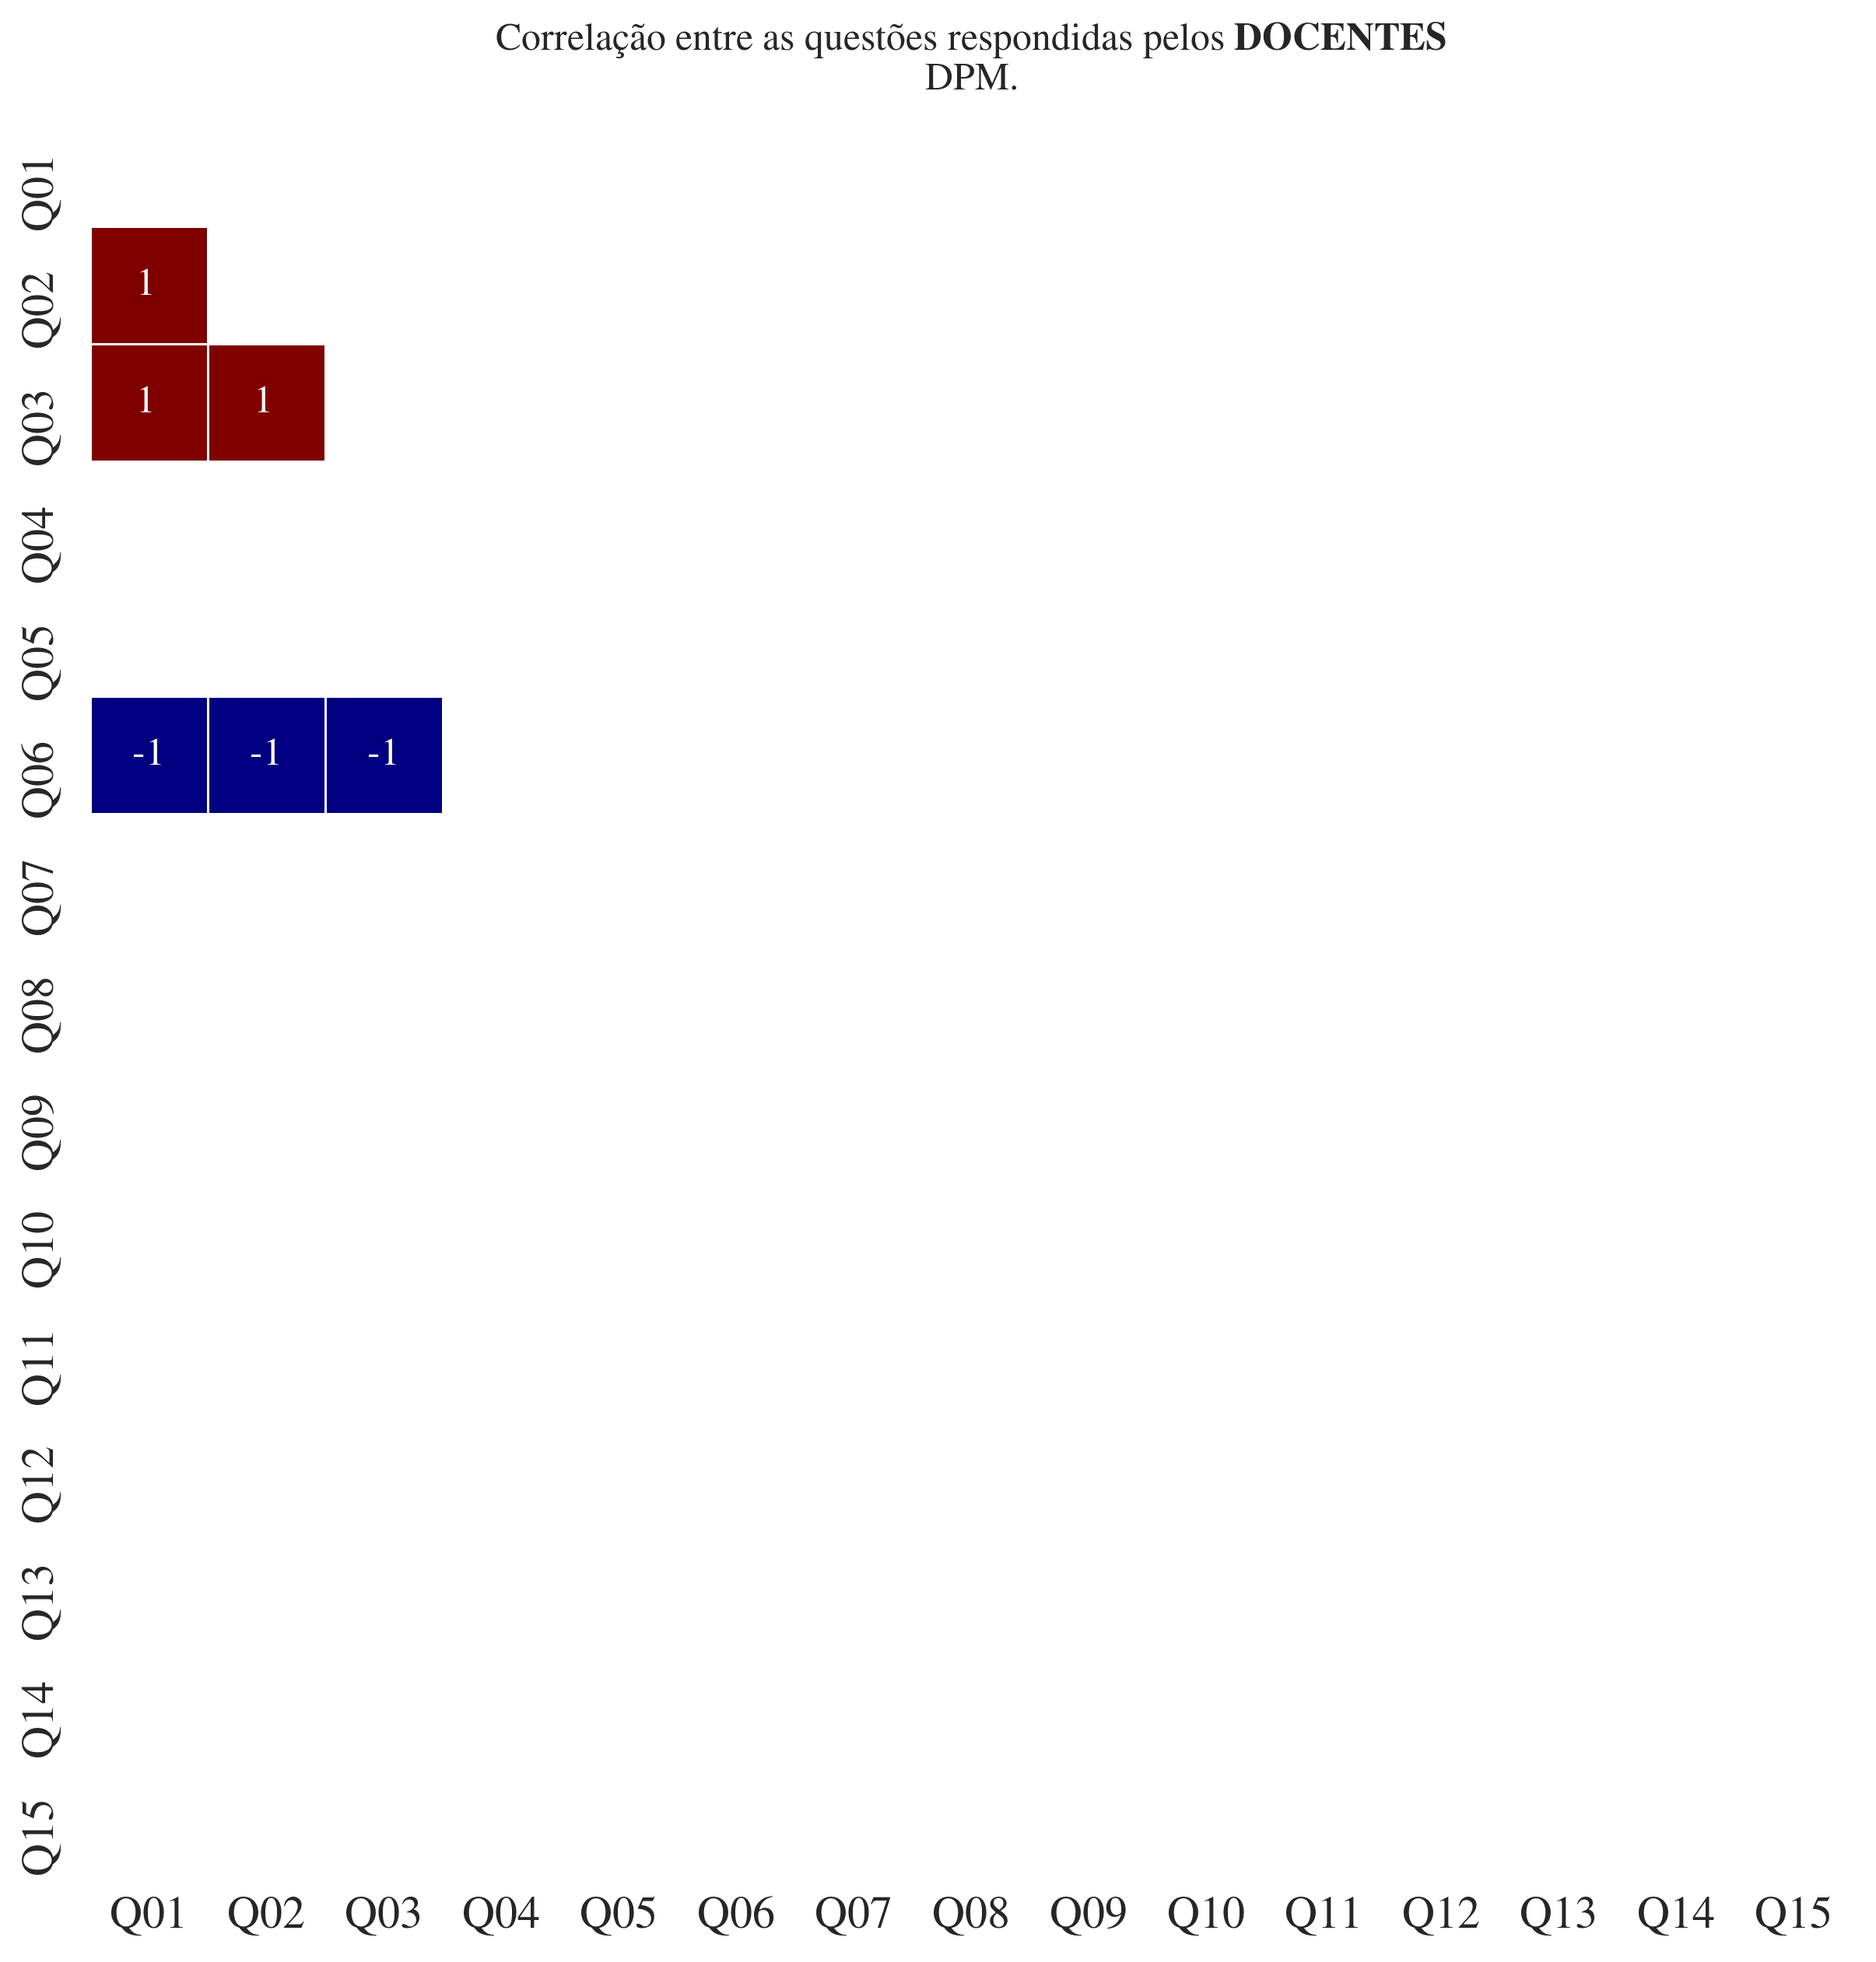 Correlação entre as questões respondidas pelos DOCENTES
DPM.
Q01
Q02
1
Q03
1 1
Q04
Q05
Q06
-1 -1 -1
Q07
Q08
Q09
Q10
Q11
Q12
Q13
Q14
Q15
Q01 Q02 Q03 Q04 Q05 Q06 Q07 Q08 Q09 Q10 Q11 Q12 Q13 Q14 Q15